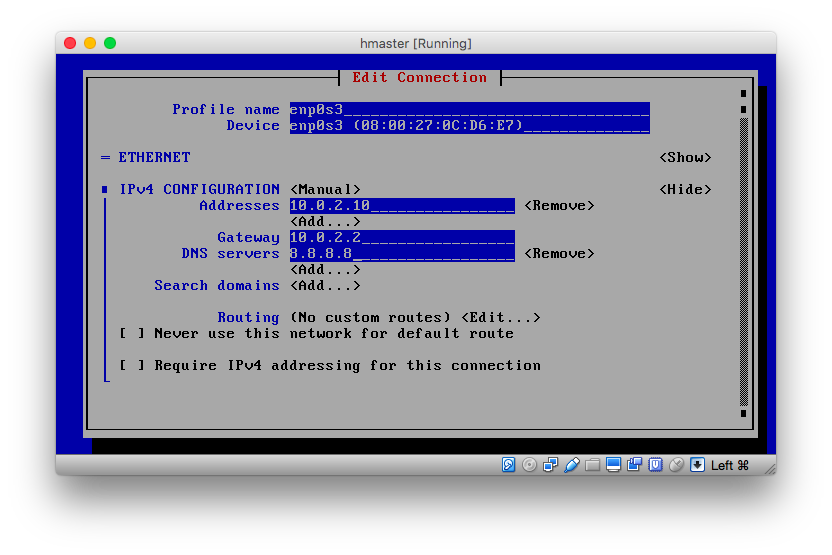 hmaster [Running]
Edit Connection
Profile name enp0s3
Device enp0s3 (08:00:27:0C:D6:E7)
= ETHERNET <Show>
IPv4 CONFIGURATION <Manual> <Hide>
Addresses 10.0.2.10 <Remove>
<Add...>
Gateway 10.0.2.2
DNS servers 8.8.8.8 <Remove>
<Add...>
Search domains <Add...>
Routing (No custom routes) <Edit...>
[ ] Never use this network for default route
[ ] Require IPv4 addressing for this connection
Left ⌘